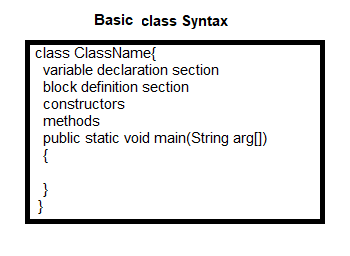 Basic class Syntax
class ClassName{
variable declaration section
block definition section
constructors
methods
public static void main(String arg[])
{
}
}